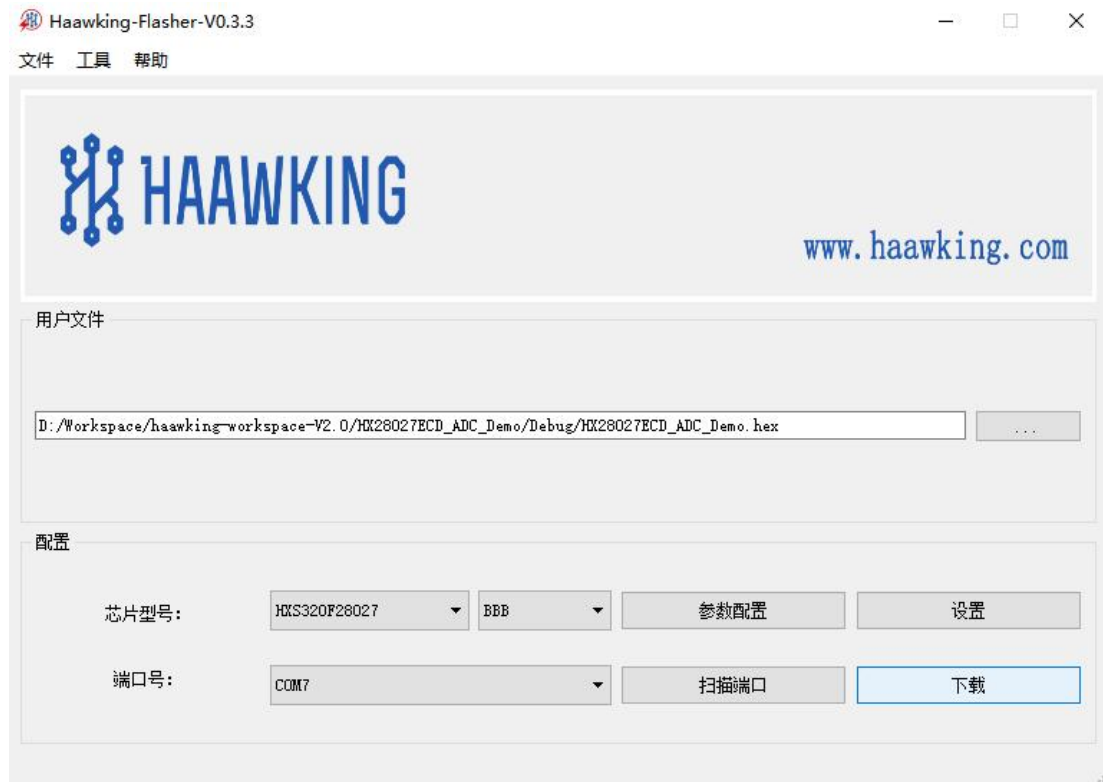 Haawking-Flasher-V0.3.3
文件 工具 帮助
HAAWKING
www.haawking.com
用户文件
D:/Workspace/haawking-workspace-V2.0/HX28027ECD_ADC_Demo/Debug/HX28027ECD_ADC_Demo.hex ...
配置
芯片型号: HXS320F28027 BBB 参数配置 设置
端口号: COM7 扫描端口 下载